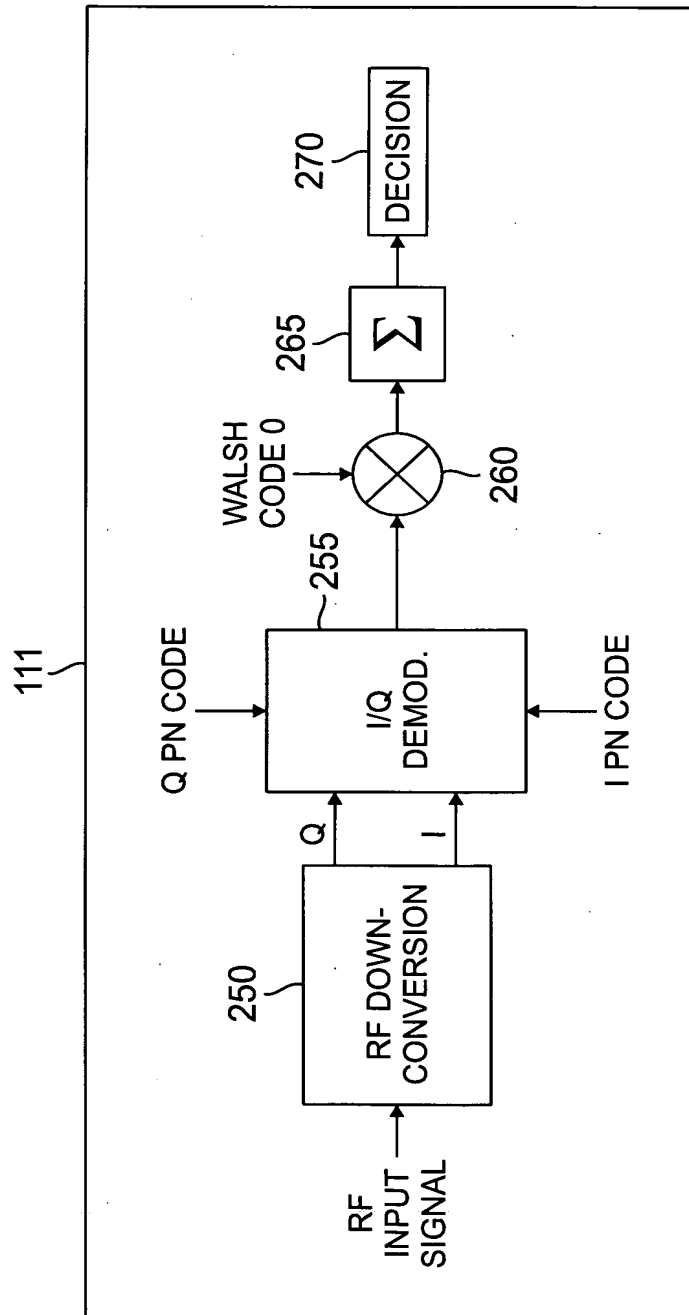 111
RF
INPUT
SIGNAL
250
RF DOWN-
CONVERSION
Q
I
Q PN CODE
255
I/Q
DEMOD.
I PN CODE
WALSH
CODE 0
260
265
Σ
270
DECISION